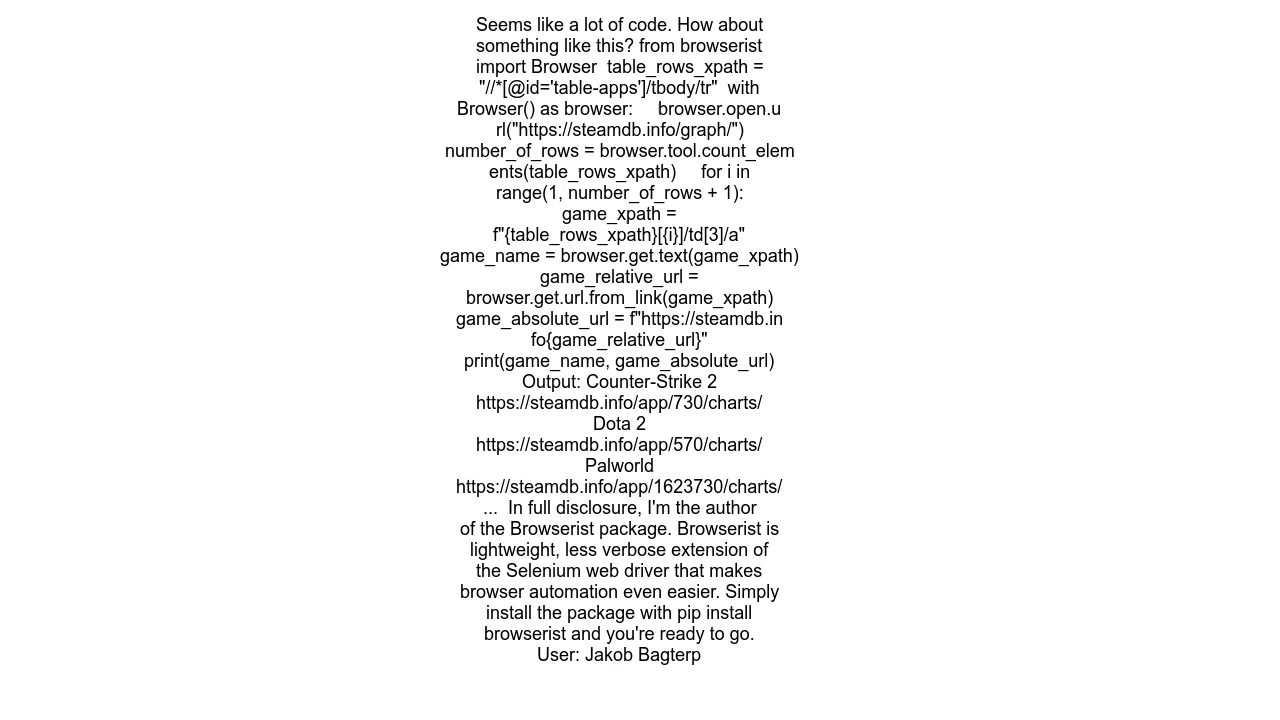 Seems like a lot of code. How about
something like this? from browserist
import Browser  table_rows_xpath =
"//*[@id='table-apps']/tbody/tr"  with
Browser() as browser:     browser.open.u
rl("https://steamdb.info/graph/")
number_of_rows = browser.tool.count_elem
ents(table_rows_xpath)     for i in
range(1, number_of_rows + 1):
game_xpath =
f"{table_rows_xpath}[{i}]/td[3]/a"
game_name = browser.get.text(game_xpath)
game_relative_url =
browser.get.url.from_link(game_xpath)
game_absolute_url = f"https://steamdb.in
fo{game_relative_url}"
print(game_name, game_absolute_url)
Output: Counter-Strike 2
https://steamdb.info/app/730/charts/
Dota 2
https://steamdb.info/app/570/charts/
Palworld
https://steamdb.info/app/1623730/charts/
...  In full disclosure, I'm the author
of the Browserist package. Browserist is
lightweight, less verbose extension of
the Selenium web driver that makes
browser automation even easier. Simply
install the package with pip install
browserist and you're ready to go.
User: Jakob Bagterp